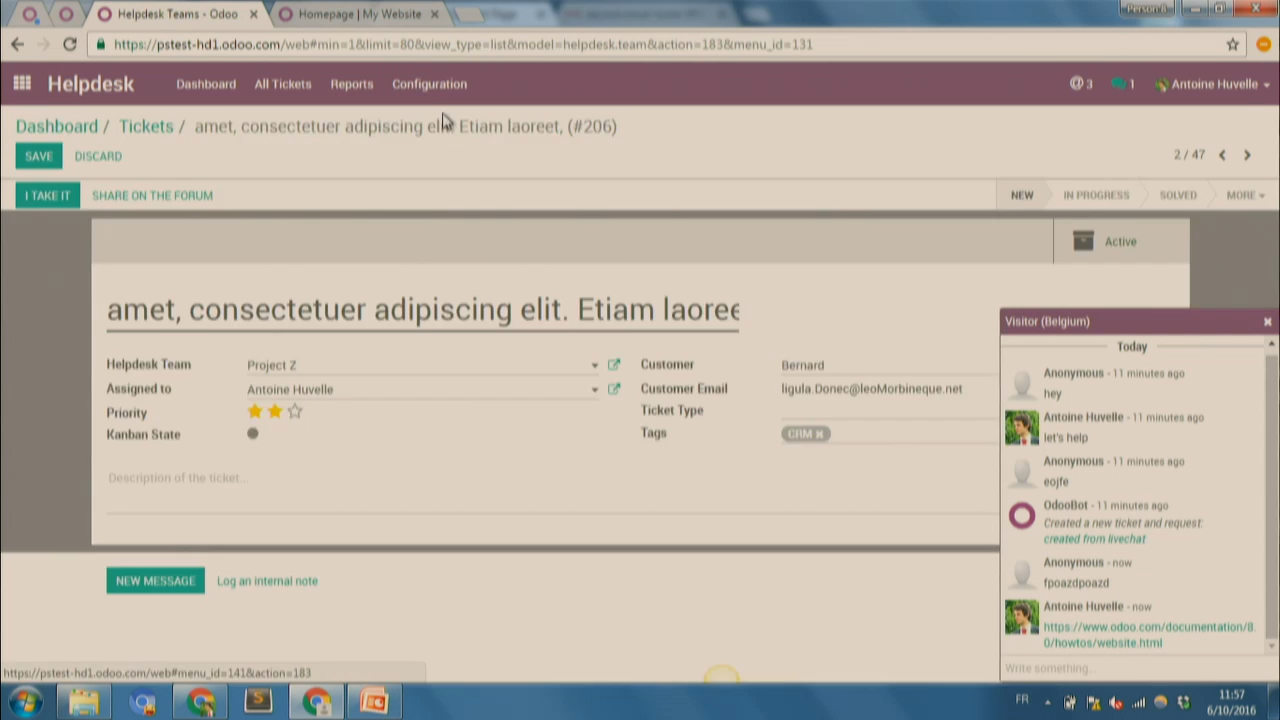 Helpdesk Teams - Odoo
Homepage | My Website
https://pstest-hd1.odoo.com/web#min=1&limit=80&view_type=list&model=helpdesk.team&action=183&menu_id=131
Helpdesk Dashboard All Tickets Reports Configuration @ 3 1 Antoine Huvelle
Dashboard / Tickets / amet, consectetuer adipiscing elit. Etiam laoreet, (#206)
SAVE DISCARD 2 / 47
I TAKE IT SHARE ON THE FORUM NEW IN PROGRESS SOLVED MORE
Active
amet, consectetuer adipiscing elit. Etiam laoree
Helpdesk Team Project Z
Assigned to Antoine Huvelle
Priority
Kanban State
Customer Bernard
Customer Email ligula.Donec@leoMorbineque.net
Ticket Type
Tags CRM ×
Description of the ticket...
NEW MESSAGE Log an internal note
Visitor (Belgium) ×
Today
Anonymous - 11 minutes ago
hey
Antoine Huvelle - 11 minutes ago
let's help
Anonymous - 11 minutes ago
eojfe
OdooBot - 11 minutes ago
Created a new ticket and request:
created from livechat
Anonymous - now
fpoazdpoazd
Antoine Huvelle - now
https://www.odoo.com/documentation/8.
0/howtos/website.html
Write something...
https://pstest-hd1.odoo.com/web#menu_id=141&action=183
FR
11:57
6/10/2016